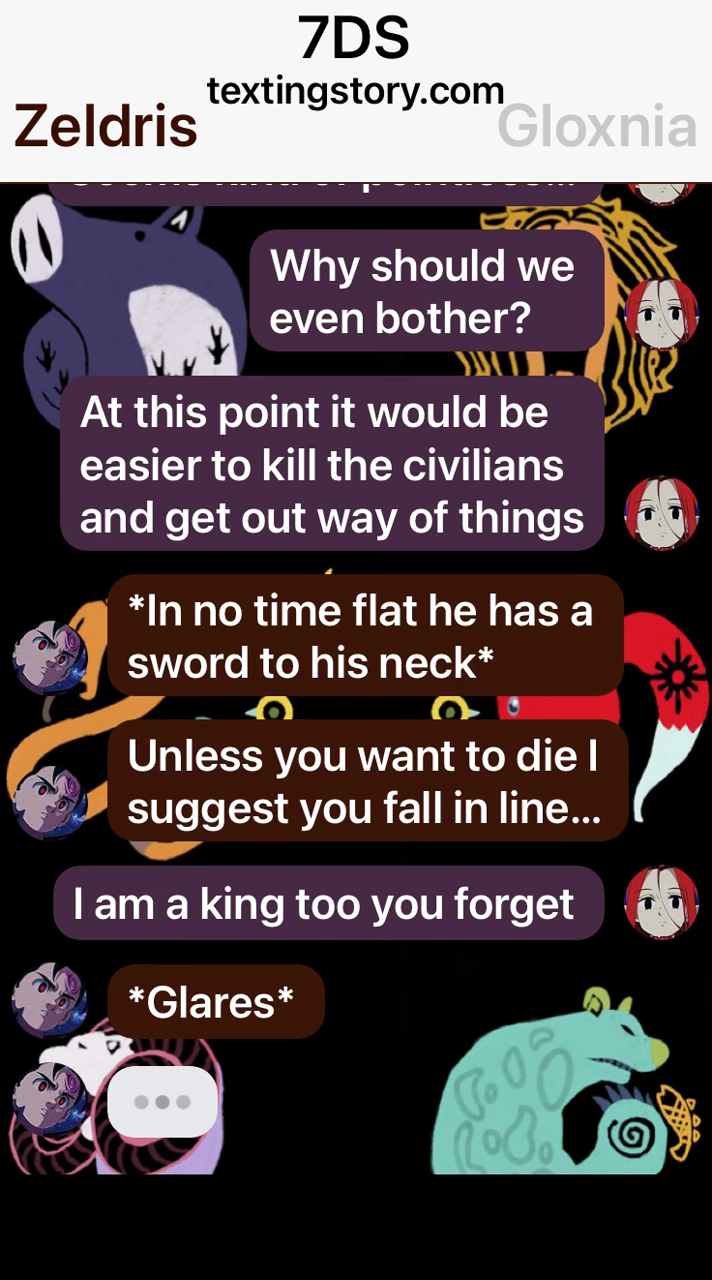 7DS
textingstory.com
Zeldris
Gloxnia
Why should we
even bother?
At this point it would be
easier to kill the civilians
and get out way of things
*In no time flat he has a
sword to his neck*
Unless you want to die I
suggest you fall in line...
I am a king too you forget
*Glares*